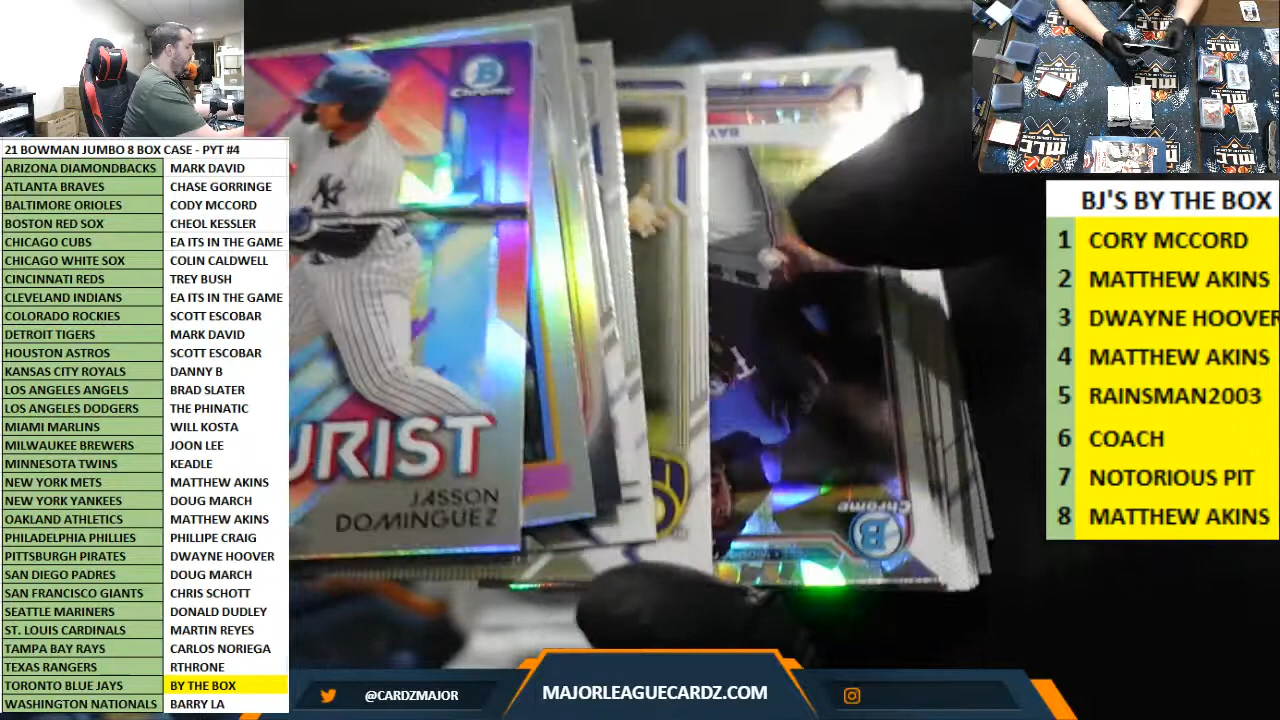 21 BOWMAN JUMBO 8 BOX CASE - PYT #4
ARIZONA DIAMONDBACKS MARK DAVID
ATLANTA BRAVES CHASE GORRINGE
BALTIMORE ORIOLES CODY MCCORD
BOSTON RED SOX CHEOL KESSLER
CHICAGO CUBS EA ITS IN THE GAME
CHICAGO WHITE SOX COLIN CALDWELL
CINCINNATI REDS TREY BUSH
CLEVELAND INDIANS EA ITS IN THE GAME
COLORADO ROCKIES SCOTT ESCOBAR
DETROIT TIGERS MARK DAVID
HOUSTON ASTROS SCOTT ESCOBAR
KANSAS CITY ROYALS DANNY B
LOS ANGELES ANGELS BRAD SLATER
LOS ANGELES DODGERS THE PHINATIC
MIAMI MARLINS WILL KOSTA
MILWAUKEE BREWERS JOON LEE
MINNESOTA TWINS KEADLE
NEW YORK METS MATTHEW AKINS
NEW YORK YANKEES DOUG MARCH
OAKLAND ATHLETICS MATTHEW AKINS
PHILADELPHIA PHILLIES PHILLIPE CRAIG
PITTSBURGH PIRATES DWAYNE HOOVER
SAN DIEGO PADRES DOUG MARCH
SAN FRANCISCO GIANTS CHRIS SCHOTT
SEATTLE MARINERS DONALD DUDLEY
ST. LOUIS CARDINALS MARTIN REYES
TAMPA BAY RAYS CARLOS NORIEGA
TEXAS RANGERS RTHRONE
TORONTO BLUE JAYS BY THE BOX
WASHINGTON NATIONALS BARRY LA
B
Chrome
URIST
JASSON
DOMINGUEZ
BAY
B
Chrome
BJ'S BY THE BOX
1 CORY MCCORD
2 MATTHEW AKINS
3 DWAYNE HOOVER
4 MATTHEW AKINS
5 RAINSMAN2003
6 COACH
7 NOTORIOUS PIT
8 MATTHEW AKINS
@CARDZMAJOR
MAJORLEAGUECARDZ.COM